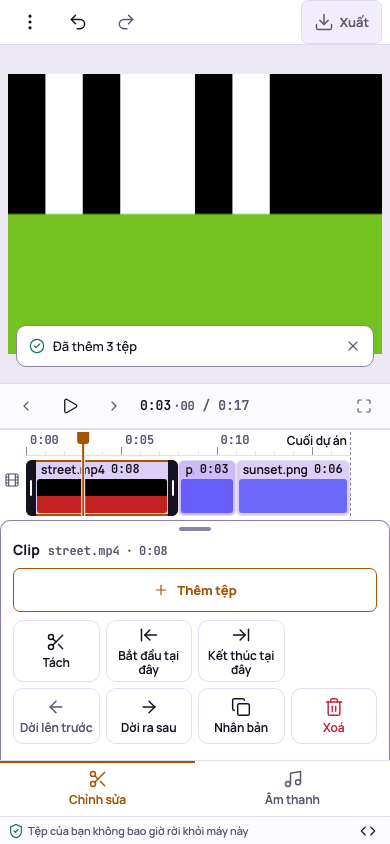 Xuất
Đã thêm 3 tệp
0:03·00 / 0:17
0:00 0:05 0:10 Cuối dự án
street.mp4 0:08 p 0:03 sunset.png 0:06
Clip street.mp4 · 0:08
Thêm tệp
Tách
Bắt đầu tại đây
Kết thúc tại đây
Dời lên trước
Dời ra sau
Nhân bản
Xoá
Chỉnh sửa
Âm thanh
Tệp của bạn không bao giờ rời khỏi máy này